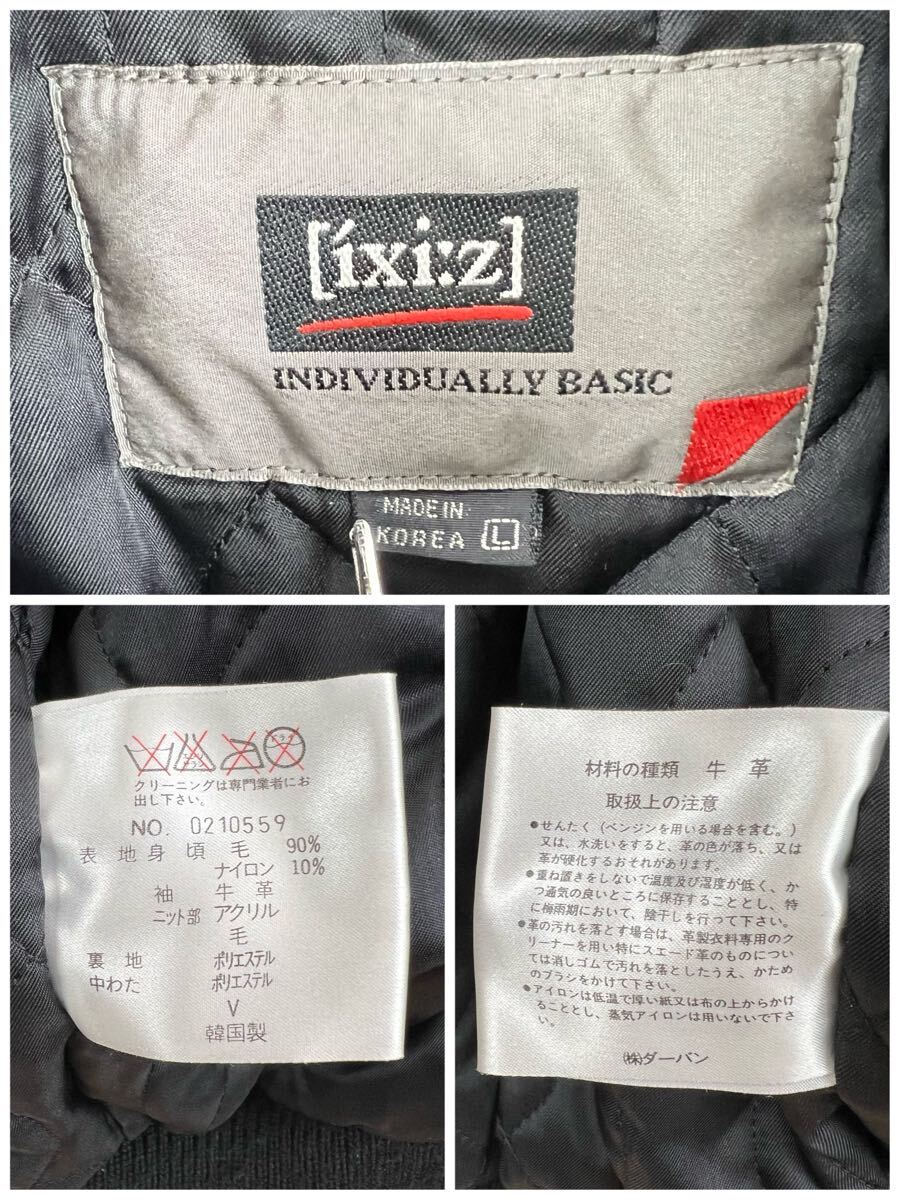 [íxi:z]
INDIVIDUALLY BASIC
MADE IN
KOREA L
エンソ
サラシ
ドライ
クリーニングは専門業者にお
出し下さい。
NO. 0210559
表地身頃 毛 90%
ナイロン 10%
袖 牛革
ニット部 アクリル
毛
裏地 ポリエステル
中わた ポリエステル
V
韓国製
材料の種類 牛革
取扱上の注意
●せんたく(ベンジンを用いる場合を含む。)
又は、水洗いをすると、革の色が落ち、又は
革が硬化するおそれがあります。
●重ね置きをしないで温度及び湿度が低く、か
つ通気の良いところに保存することとし、特
に梅雨期において、陰干しを行って下さい。
●革の汚れを落とす場合は、革製衣料専用のク
リーナーを用い特にスエード革のものについ
ては消しゴムで汚れを落としたうえ、かため
のブラシをかけて下さい。
●アイロンは低温で厚い紙又は布の上からかけ
ることとし、蒸気アイロンは用いないで下さ
い。
㈱ダーバン